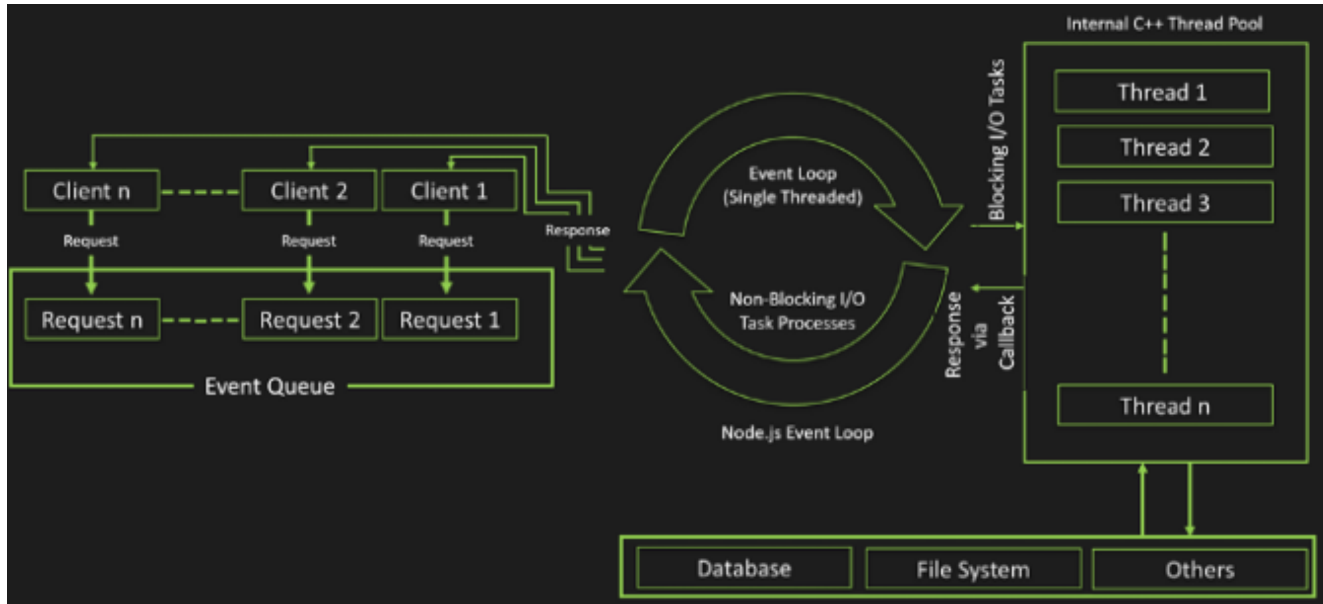 Internal C++ Thread Pool
Client n
Client 2
Client 1
Request
Request
Request
Response
Request n
Request 2
Request 1
Event Queue
Event Loop
(Single Threaded)
Non-Blocking I/O
Task Processes
Node.js Event Loop
Blocking I/O Tasks
Response
via
Callback
Thread 1
Thread 2
Thread 3
Thread n
Database
File System
Others